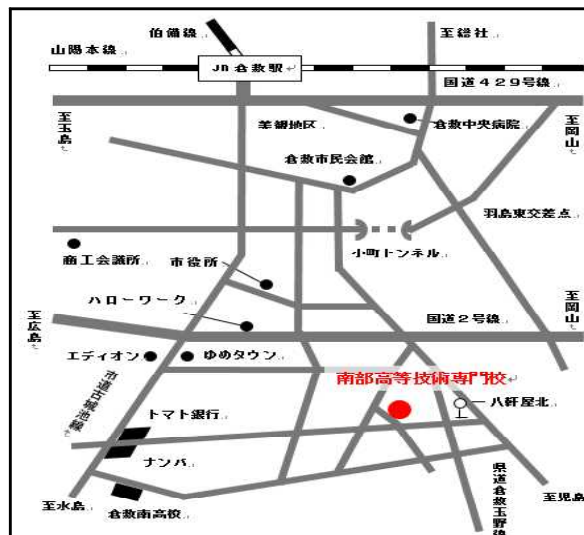 伯備線
至総社
山陽本線
JR倉敷駅
国道429号線
至玉島
美観地区
倉敷中央病院
至岡山
倉敷市民会館
羽島東交差点
小町トンネル
商工会議所
市役所
ハローワーク
至岡山
至広島
国道2号線
エディオン
ゆめタウン
南部高等技術専門校
市道古城池線
八軒屋北
トマト銀行
ナンバ
至水島
倉敷南高校
県道倉敷玉野線
至児島